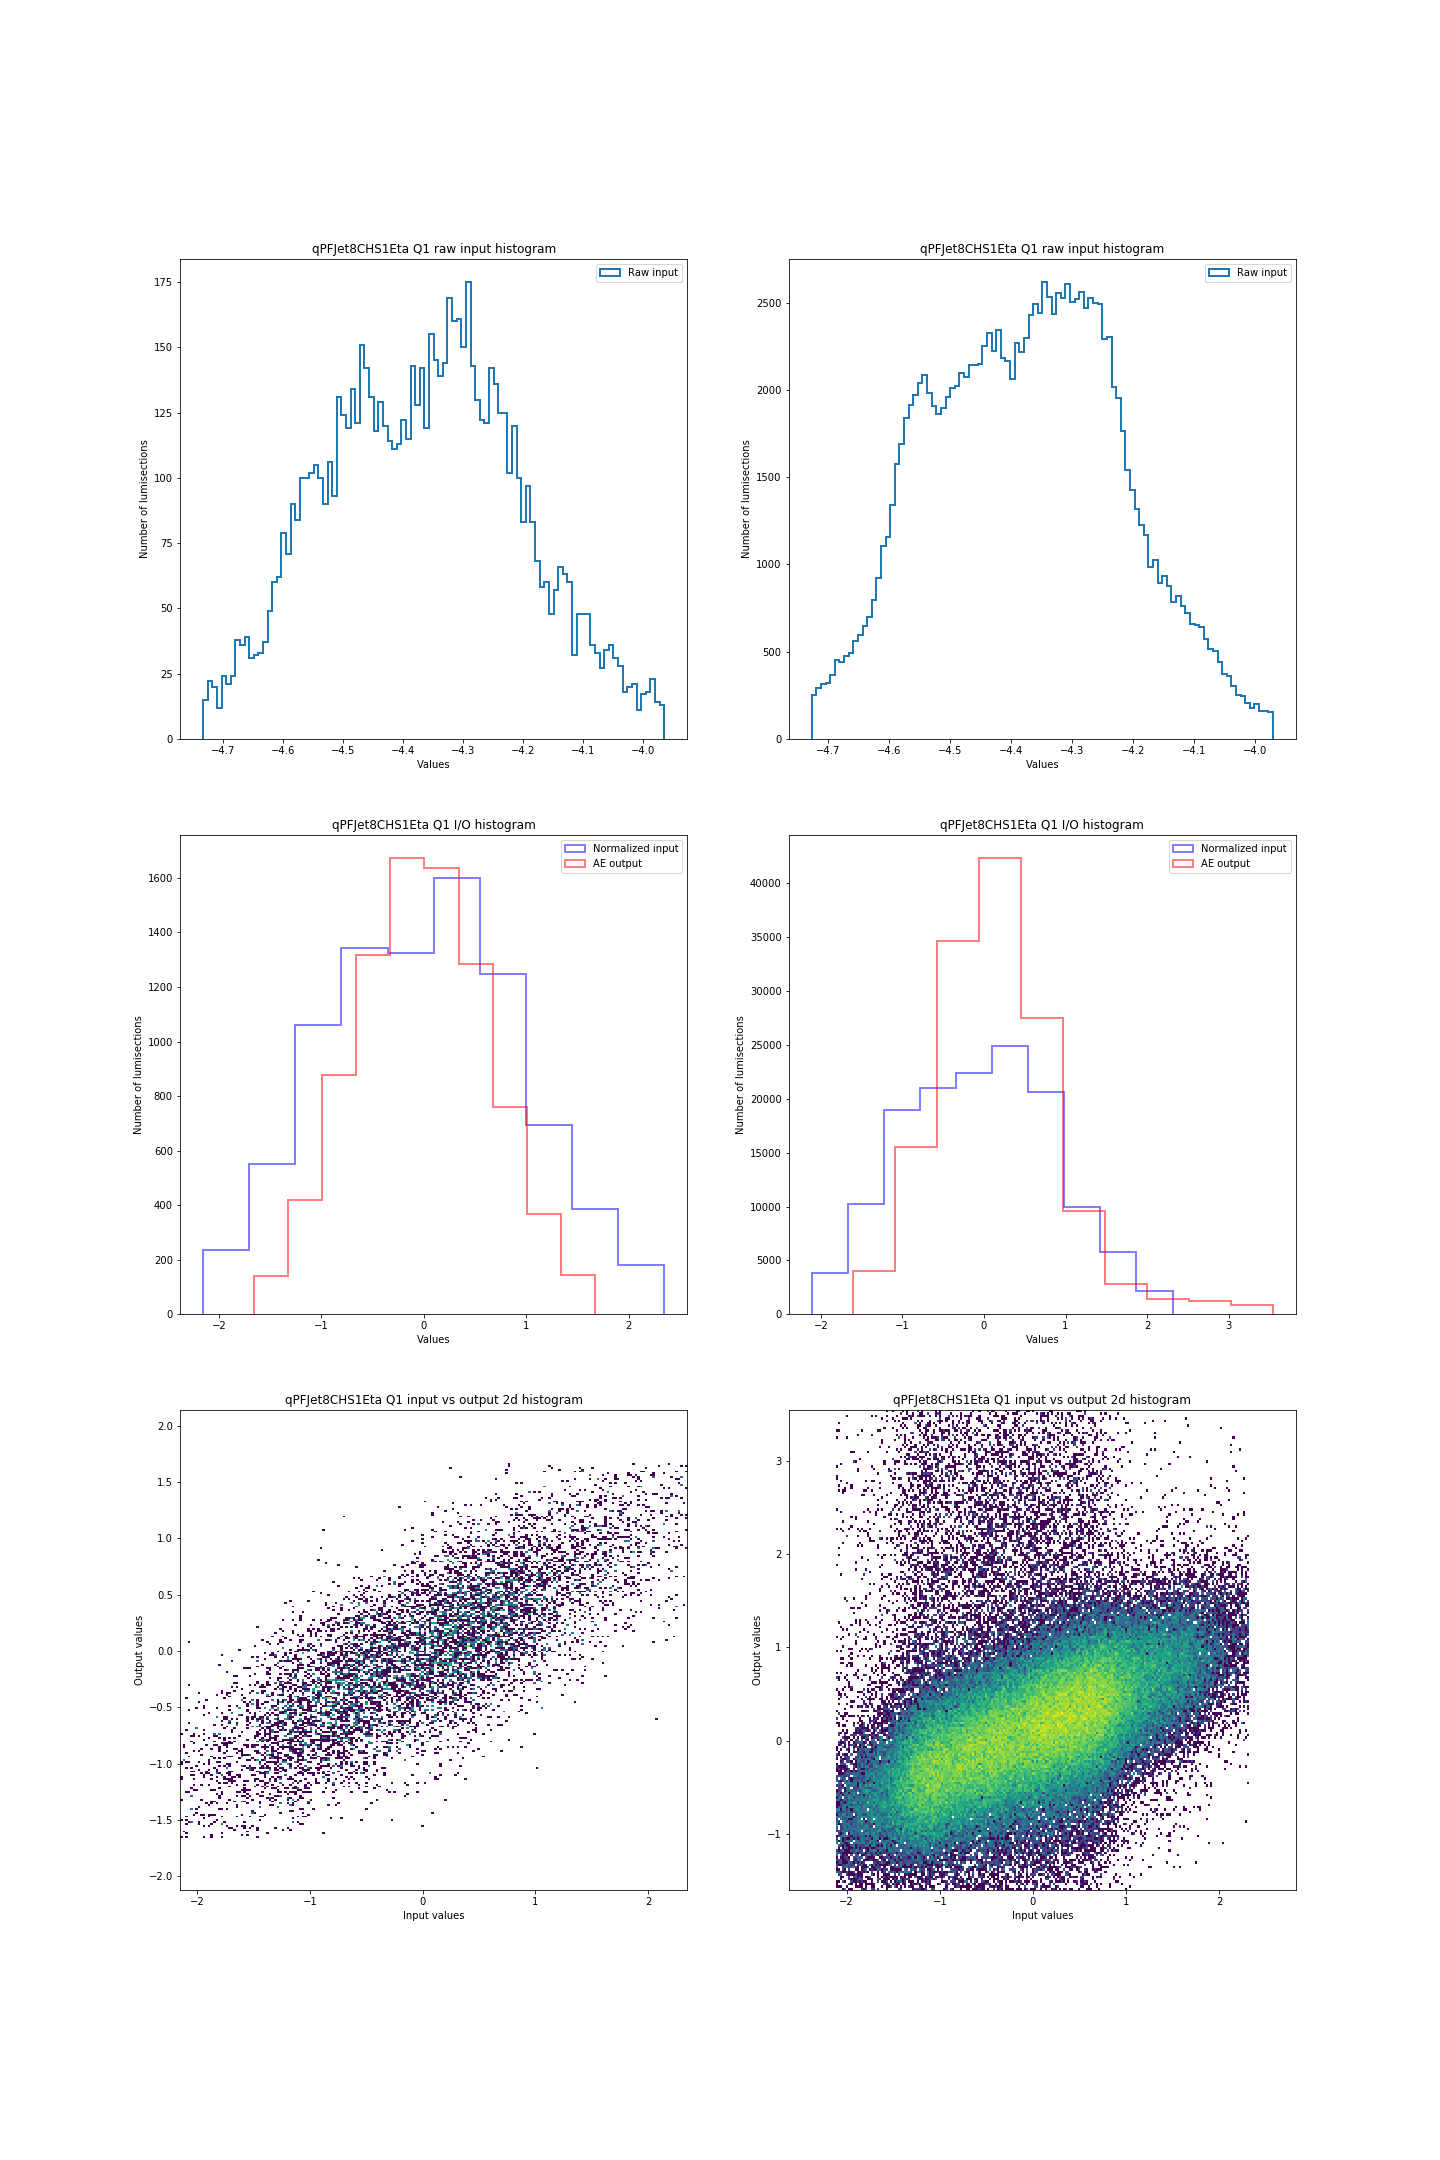 qPFJet8CHS1Eta Q1 raw input histogram
Raw input
175
150
125
100
75
50
25
0
Number of lumisections
−4.7 −4.6 −4.5 −4.4 −4.3 −4.2 −4.1 −4.0
Values
qPFJet8CHS1Eta Q1 raw input histogram
Raw input
2500
2000
1500
1000
500
0
Number of lumisections
−4.7 −4.6 −4.5 −4.4 −4.3 −4.2 −4.1 −4.0
Values
qPFJet8CHS1Eta Q1 I/O histogram
Normalized input
AE output
1600
1400
1200
1000
800
600
400
200
0
Number of lumisections
−2 −1 0 1 2
Values
qPFJet8CHS1Eta Q1 I/O histogram
Normalized input
AE output
40000
35000
30000
25000
20000
15000
10000
5000
0
Number of lumisections
−2 −1 0 1 2 3
Values
qPFJet8CHS1Eta Q1 input vs output 2d histogram
2.0
1.5
1.0
0.5
0.0
−0.5
−1.0
−1.5
−2.0
Output values
−2 −1 0 1 2
Input values
qPFJet8CHS1Eta Q1 input vs output 2d histogram
3
2
1
0
−1
Output values
−2 −1 0 1 2
Input values